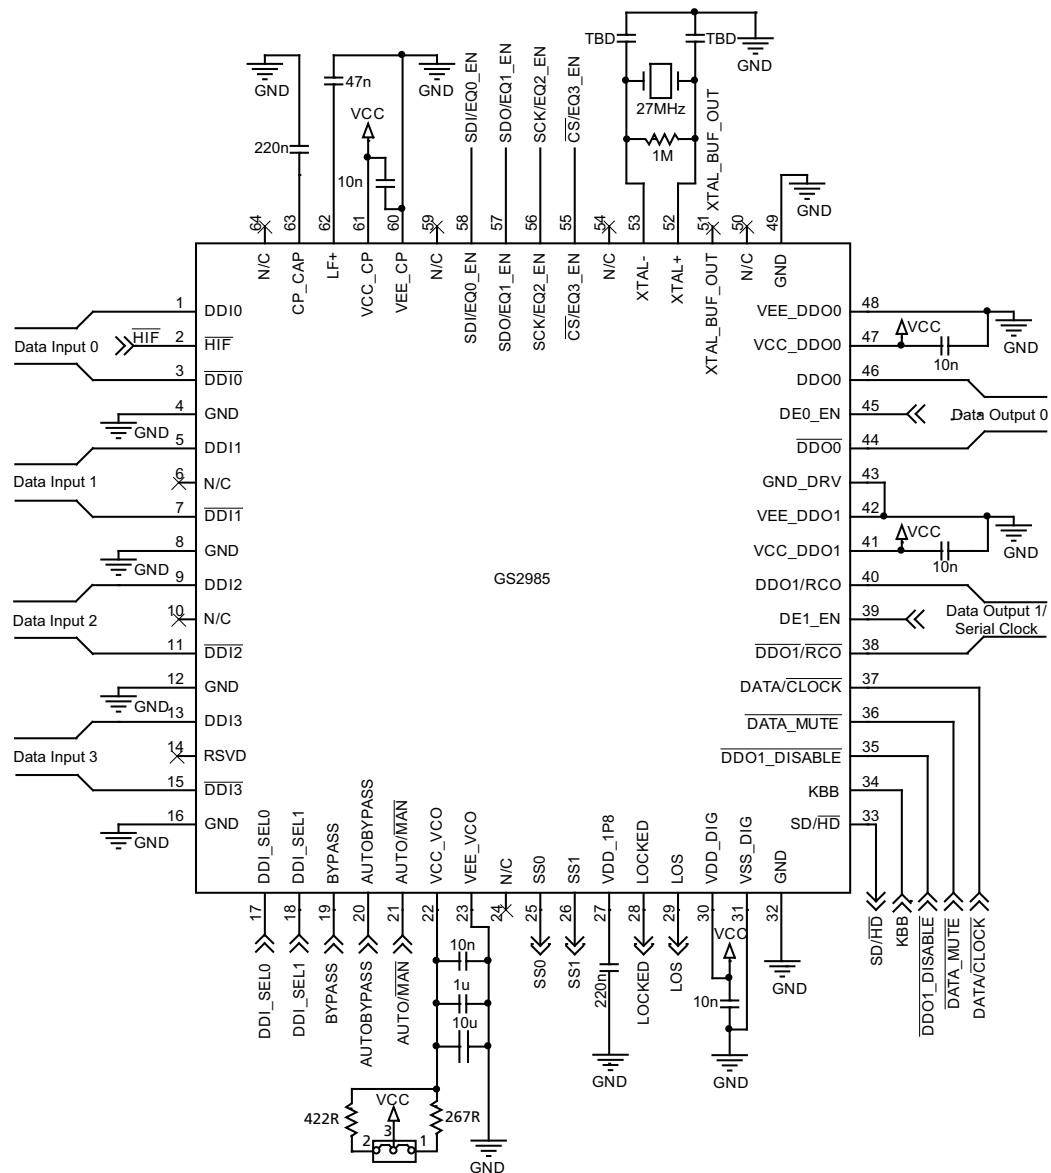 TBD
TBD
GND
GND
47n
GND
VCC
220n
10n
SDI/EQ0_EN
SDO/EQ1_EN
SCK/EQ2_EN
CS/EQ3_EN
27MHz
1M
XTAL_BUF_OUT
GND
64
63
62
61
60
59
58
57
56
55
54
53
52
51
50
49
N/C
CP_CAP
LF+
VCC_CP
VEE_CP
N/C
SDI/EQ0_EN
SDO/EQ1_EN
SCK/EQ2_EN
CS/EQ3_EN
N/C
XTAL-
XTAL+
XTAL_BUF_OUT
N/C
GND
1 DDI0
Data Input 0
HIF 2 HIF
3 DDI0
4 GND
GND
5 DDI1
Data Input 1
6 N/C
7 DDI1
8 GND
GND
9 DDI2
Data Input 2
10 N/C
11 DDI2
12 GND
GND
13 DDI3
Data Input 3
14 RSVD
15 DDI3
16 GND
GND
GS2985
VEE_DDO0 48
VCC
GND
VCC_DDO0 47
10n
DDO0 46
DE0_EN 45
Data Output 0
DDO0 44
GND_DRV 43
VEE_DDO1 42
VCC
GND
VCC_DDO1 41
10n
DDO1/RCO 40
DE1_EN 39
Data Output 1/
Serial Clock
DDO1/RCO 38
DATA/CLOCK 37
DATA_MUTE 36
DDO1_DISABLE 35
KBB 34
SD/HD 33
DDI_SEL0
DDI_SEL1
BYPASS
AUTOBYPASS
AUTO/MAN
VCC_VCO
VEE_VCO
N/C
SS0
SS1
VDD_1P8
LOCKED
LOS
VDD_DIG
VSS_DIG
GND
17
18
19
20
21
22
23
24
25
26
27
28
29
30
31
32
DDI_SEL0
DDI_SEL1
BYPASS
AUTOBYPASS
AUTO/MAN
10n
1u
10u
SS0
SS1
220n
LOCKED
LOS
VCC
10n
GND
SD/HD
KBB
DDO1_DISABLE
DATA_MUTE
DATA/CLOCK
GND
GND
422R
VCC
267R
2
3
1
GND